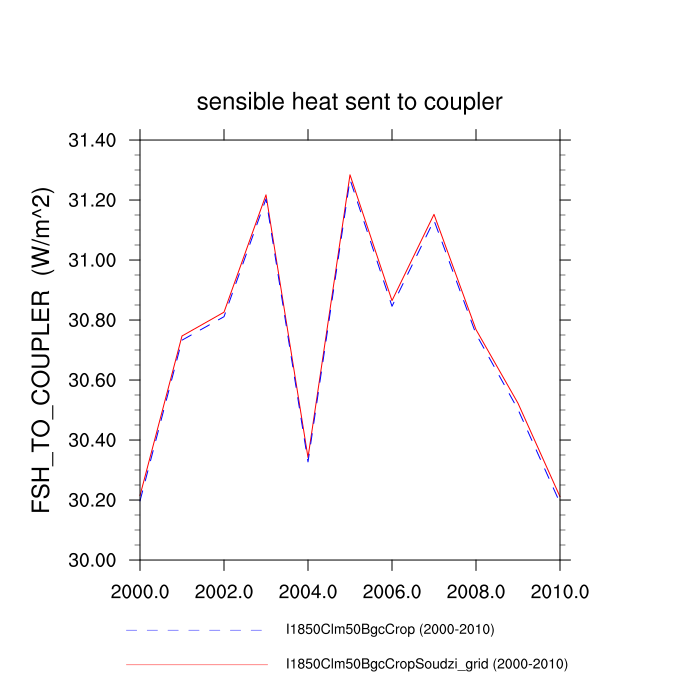 sensible heat sent to coupler
FSH_TO_COUPLER (W/m^2)
31.40
31.20
31.00
30.80
30.60
30.40
30.20
30.00
2000.0 2002.0 2004.0 2006.0 2008.0 2010.0
I1850Clm50BgcCrop (2000-2010)
I1850Clm50BgcCropSoudzi_grid (2000-2010)